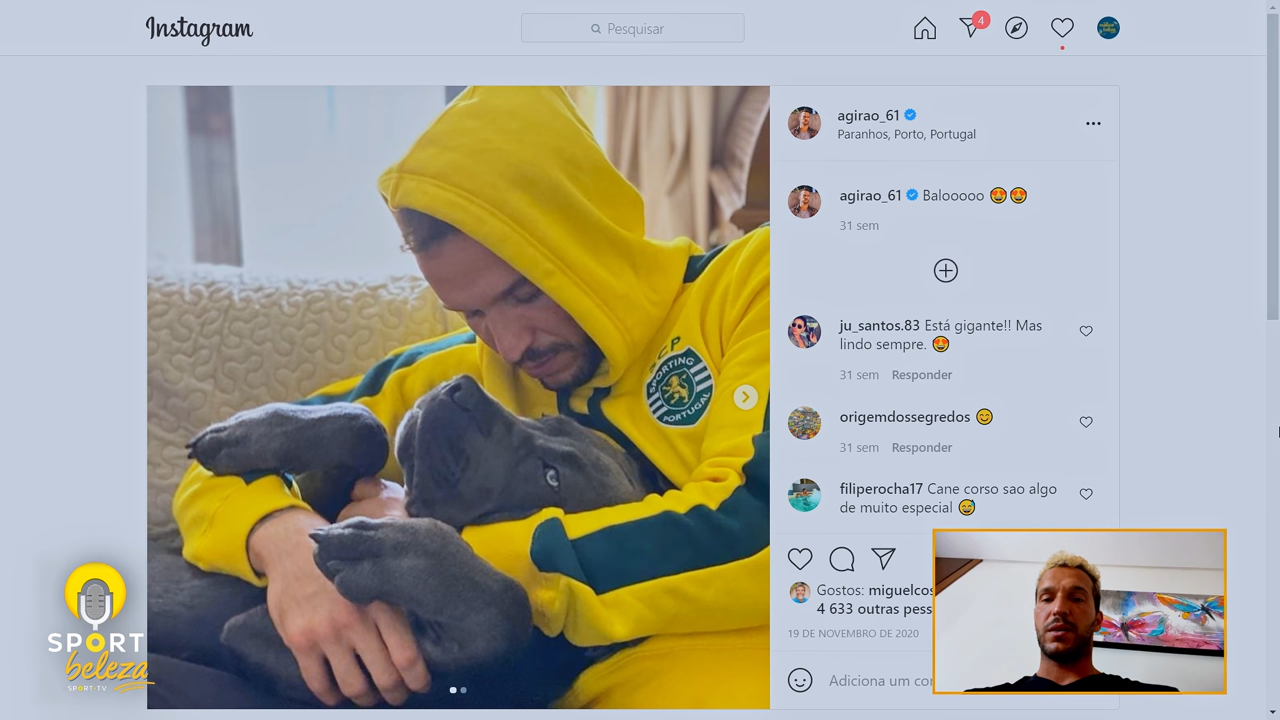 Instagram
Pesquisar
4
agirao_61
Paranhos, Porto, Portugal
agirao_61 Balooooo 😍😍
31 sem
ju_santos.83 Está gigante!! Mas
lindo sempre. 😍
31 sem Responder
origemdossegredos 😊
31 sem Responder
filiperocha17 Cane corso sao algo
de muito especial 😅
Gostos: miguelcos
4 633 outras pess
19 DE NOVEMBRO DE 2020
Adiciona um cor
SCP
SPORTING
PORTUGAL
SPORT
beleza
SPORT•TV